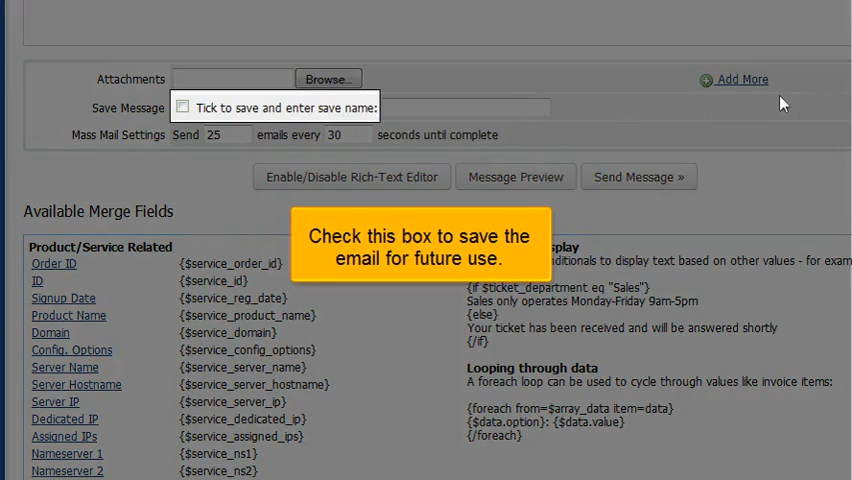 Attachments Browse... Add More
Save Message Tick to save and enter save name:
Mass Mail Settings Send 25 emails every 30 seconds until complete
Enable/Disable Rich-Text Editor Message Preview Send Message »
Available Merge Fields
Check this box to save the
email for future use.
Product/Service Related
Order ID {$service_order_id}
ID {$service_id}
Signup Date {$service_reg_date}
Product Name {$service_product_name}
Domain {$service_domain}
Config. Options {$service_config_options}
Server Name {$service_server_name}
Server Hostname {$service_server_hostname}
Server IP {$service_server_ip}
Dedicated IP {$service_dedicated_ip}
Assigned IPs {$service_assigned_ips}
Nameserver 1 {$service_ns1}
Nameserver 2 {$service_ns2}
to display text based on other values - for exam
{if $ticket_department eq "Sales"}
Sales only operates Monday-Friday 9am-5pm
{else}
Your ticket has been received and will be answered shortly
{/if}
Looping through data
A foreach loop can be used to cycle through values like invoice items:
{foreach from=$array_data item=data}
{$data.option}: {$data.value}
{/foreach}